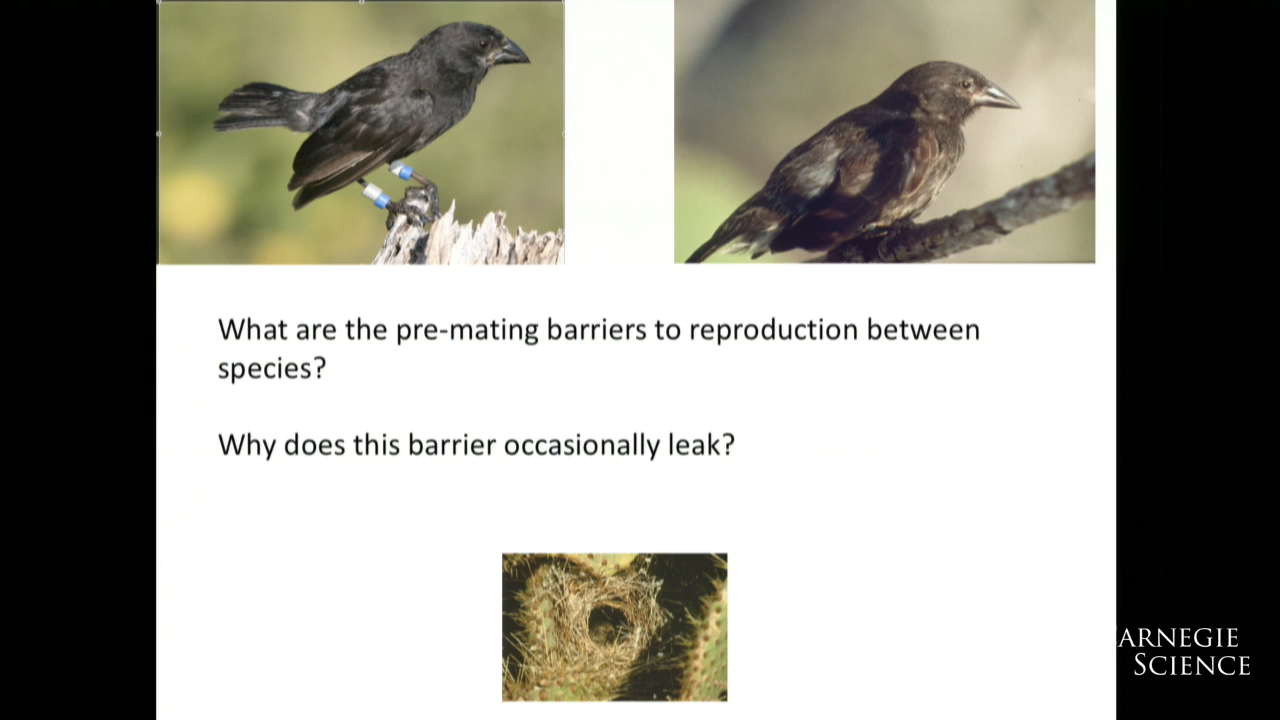 What are the pre-mating barriers to reproduction between
species?
Why does this barrier occasionally leak?
ARNEGIE
SCIENCE